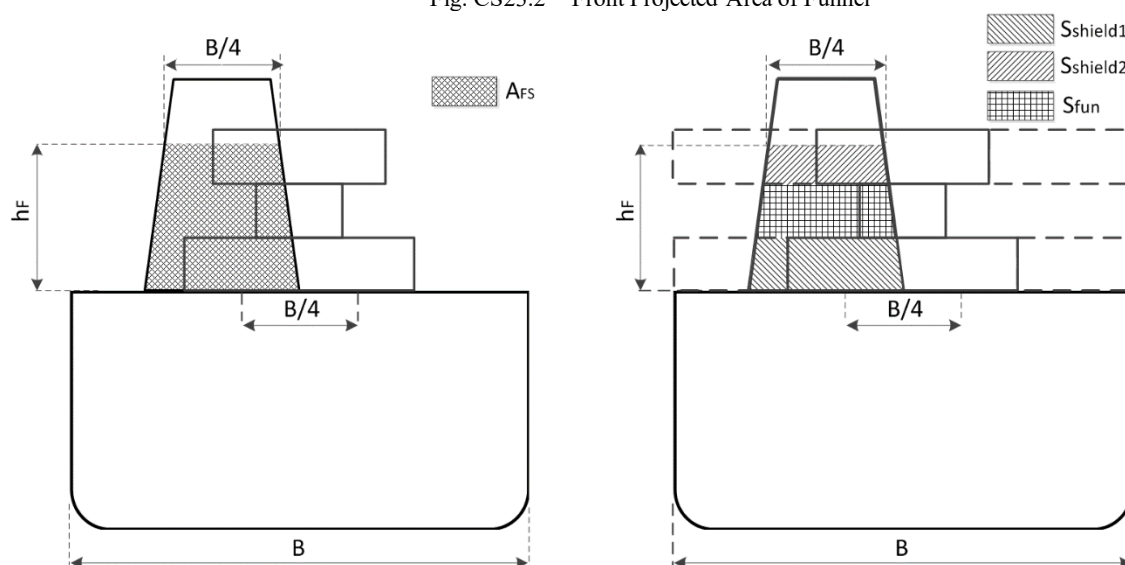 Fig. CS25.2 Front Projected Area of Funnel
B/4
AFS
hF
B/4
B
B/4
Sshield1
Sshield2
Sfun
hF
B/4
B